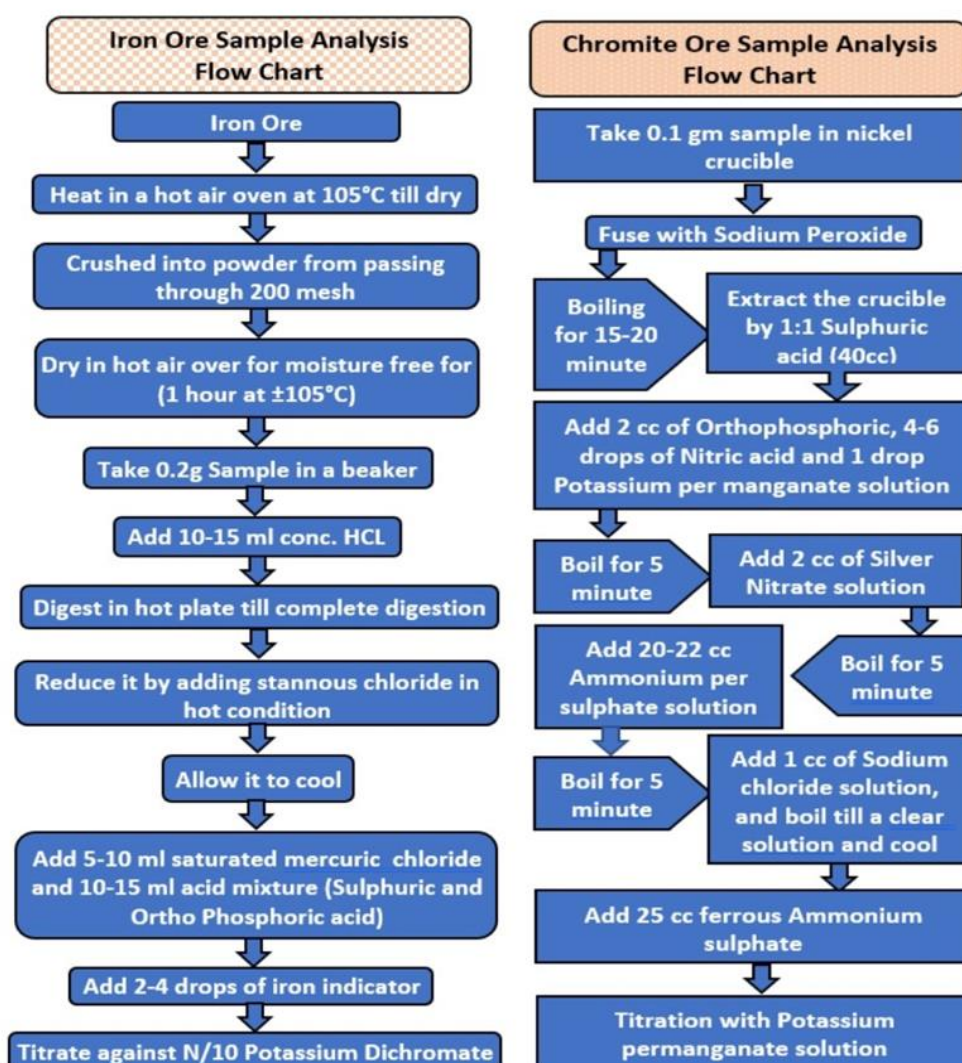 Iron Ore Sample Analysis
Flow Chart
Iron Ore
Heat in a hot air oven at 105°C till dry
Crushed into powder from passing
through 200 mesh
Dry in hot air over for moisture free for
(1 hour at ±105°C)
Take 0.2g Sample in a beaker
Add 10-15 ml conc. HCL
Digest in hot plate till complete digestion
Reduce it by adding stannous chloride in
hot condition
Allow it to cool
Add 5-10 ml saturated mercuric chloride
and 10-15 ml acid mixture (Sulphuric and
Ortho Phosphoric acid)
Add 2-4 drops of iron indicator
Titrate against N/10 Potassium Dichromate
Chromite Ore Sample Analysis
Flow Chart
Take 0.1 gm sample in nickel
crucible
Fuse with Sodium Peroxide
Boiling
for 15-20
minute
Extract the crucible
by 1:1 Sulphuric
acid (40cc)
Add 2 cc of Orthophosphoric, 4-6
drops of Nitric acid and 1 drop
Potassium per manganate solution
Boil for 5
minute
Add 2 cc of Silver
Nitrate solution
Boil for 5
minute
Add 20-22 cc
Ammonium per
sulphate solution
Boil for 5
minute
Add 1 cc of Sodium
chloride solution,
and boil till a clear
solution and cool
Add 25 cc ferrous Ammonium
sulphate
Titration with Potassium
permanganate solution